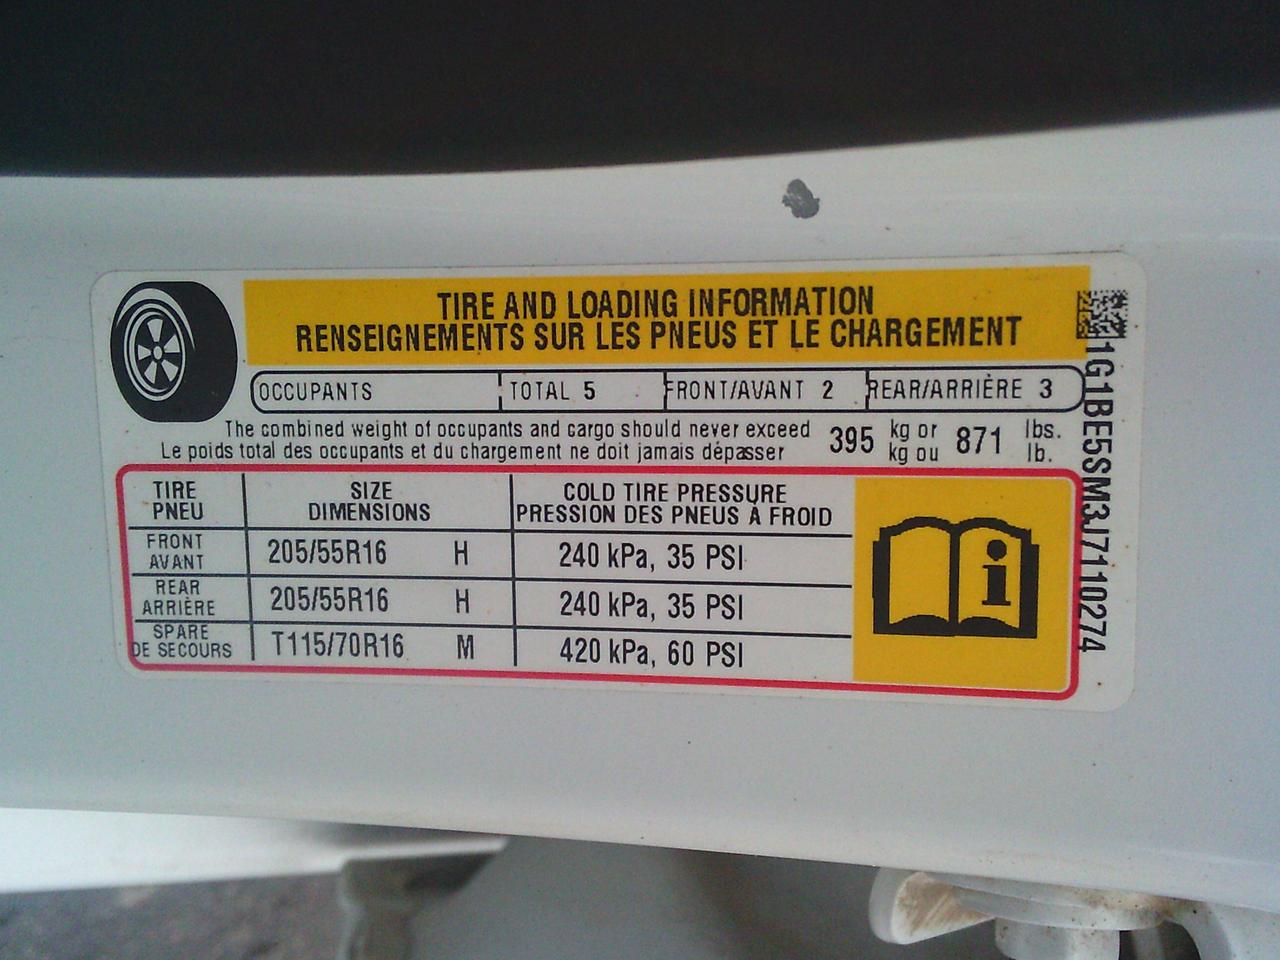 TIRE AND LOADING INFORMATION
RENSEIGNEMENTS SUR LES PNEUS ET LE CHARGEMENT
OCCUPANTS TOTAL 5 FRONT/AVANT 2 REAR/ARRIÈRE 3
The combined weight of occupants and cargo should never exceed 395 kg or 871 lbs.
Le poids total des occupants et du chargement ne doit jamais dépasser kg ou lb.
TIRE SIZE COLD TIRE PRESSURE
PNEU DIMENSIONS PRESSION DES PNEUS À FROID
FRONT
AVANT 205/55R16 H 240 kPa, 35 PSI
REAR
ARRIÈRE 205/55R16 H 240 kPa, 35 PSI
SPARE
DE SECOURS T115/70R16 M 420 kPa, 60 PSI
i
1G1BE5SM3J7110274